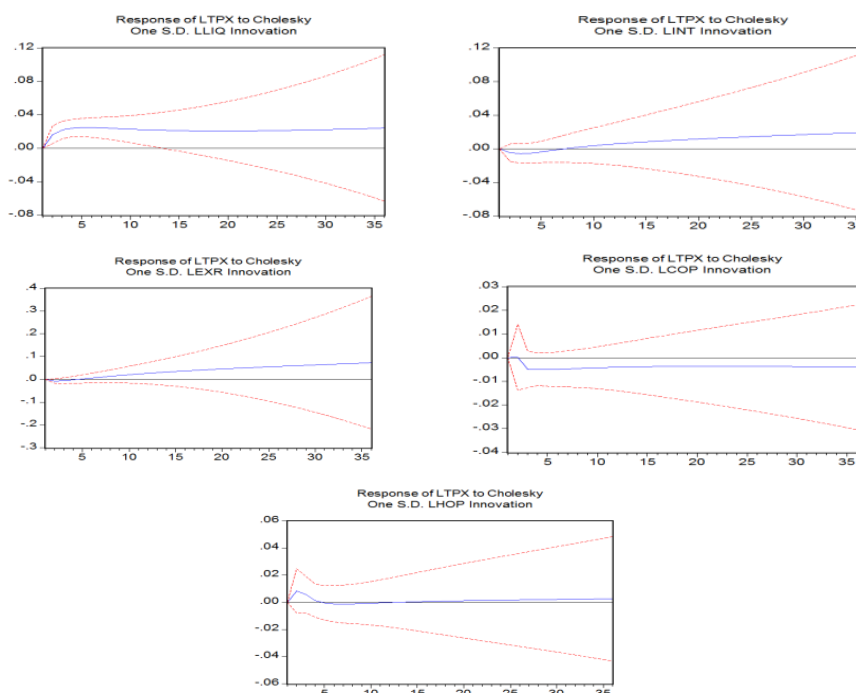 Response of LTPX to Cholesky
One S.D. LLIQ Innovation
.12
.08
.04
.00
-.04
-.08
5 10 15 20 25 30 35
Response of LTPX to Cholesky
One S.D. LINT Innovation
.12
.08
.04
.00
-.04
-.08
5 10 15 20 25 30 35
Response of LTPX to Cholesky
One S.D. LEXR Innovation
.4
.3
.2
.1
.0
-.1
-.2
-.3
5 10 15 20 25 30 35
Response of LTPX to Cholesky
One S.D. LCOP Innovation
.03
.02
.01
.00
-.01
-.02
-.03
-.04
5 10 15 20 25 30 35
Response of LTPX to Cholesky
One S.D. LHOP Innovation
.06
.04
.02
.00
-.02
-.04
-.06
5 10 15 20 25 30 35